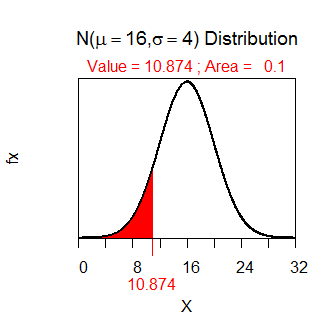 N(μ = 16,σ = 4) Distribution
Value = 10.874 ; Area = 0.1
fx
0 8 16 24 32
10.874
X